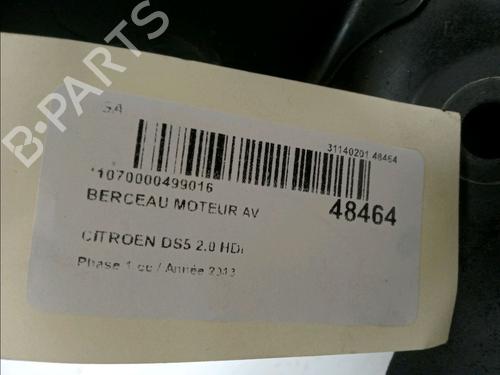 SA
31140201 48464
*1070000499016
BERCEAU MOTEUR AV
48464
CITROEN DS5 2.0 HDi
Phase 1 cc / Année 2013
B-PARTS